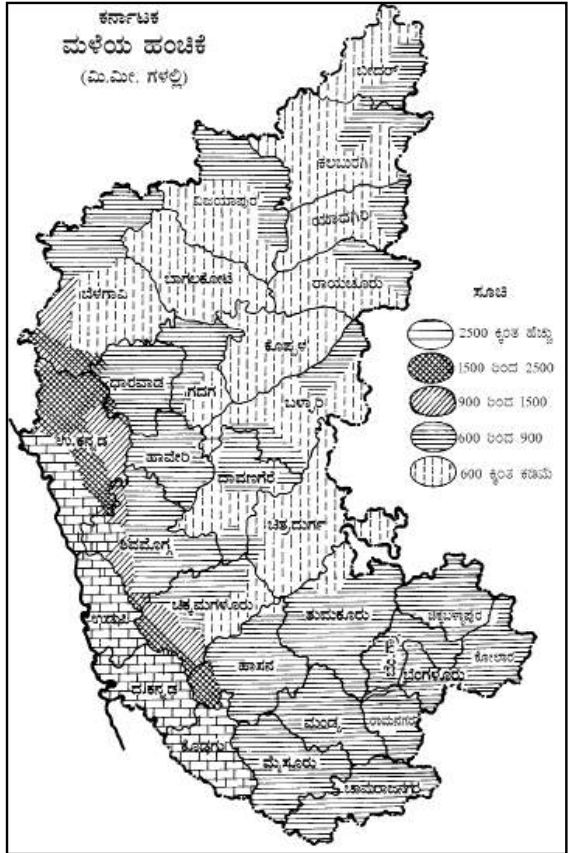 ಕರ್ನಾಟಕ
ಮಳೆಯ ಹಂಚಿಕೆ
(ಮಿ.ಮೀ. ಗಳಲ್ಲಿ)
ಬೀದರ್
ಕಲಬುರಗಿ
ವಿಜಯಾಪುರ
ಯಾದಗಿರಿ
ಬಾಗಲಕೋಟೆ
ಬೆಳಗಾವಿ
ರಾಯಚೂರು
ಕೊಪ್ಪಳ
ಧಾರವಾಡ
ಗದಗ
ಬಳ್ಳಾರಿ
ಉ.ಕನ್ನಡ
ಹಾವೇರಿ
ದಾವಣಗೆರೆ
ಚಿತ್ರದುರ್ಗ
ಶಿವಮೊಗ್ಗ
ಚಿಕ್ಕಮಗಳೂರು
ತುಮಕೂರು
ಚಿಕ್ಕಬಳ್ಳಾಪುರ
ಉಡುಪಿ
ಕೋಲಾರ
ಹಾಸನ
ಬೆಂಗಳೂರು
ದ.ಕನ್ನಡ
ಮಂಡ್ಯ
ರಾಮನಗರ
ಕೊಡಗು
ಮೈಸೂರು
ಚಾಮರಾಜನಗರ
ಸೂಚಿ
2500 ಕ್ಕಿಂತ ಹೆಚ್ಚು
1500 ರಿಂದ 2500
900 ರಿಂದ 1500
600 ರಿಂದ 900
600 ಕ್ಕಿಂತ ಕಡಿಮೆ